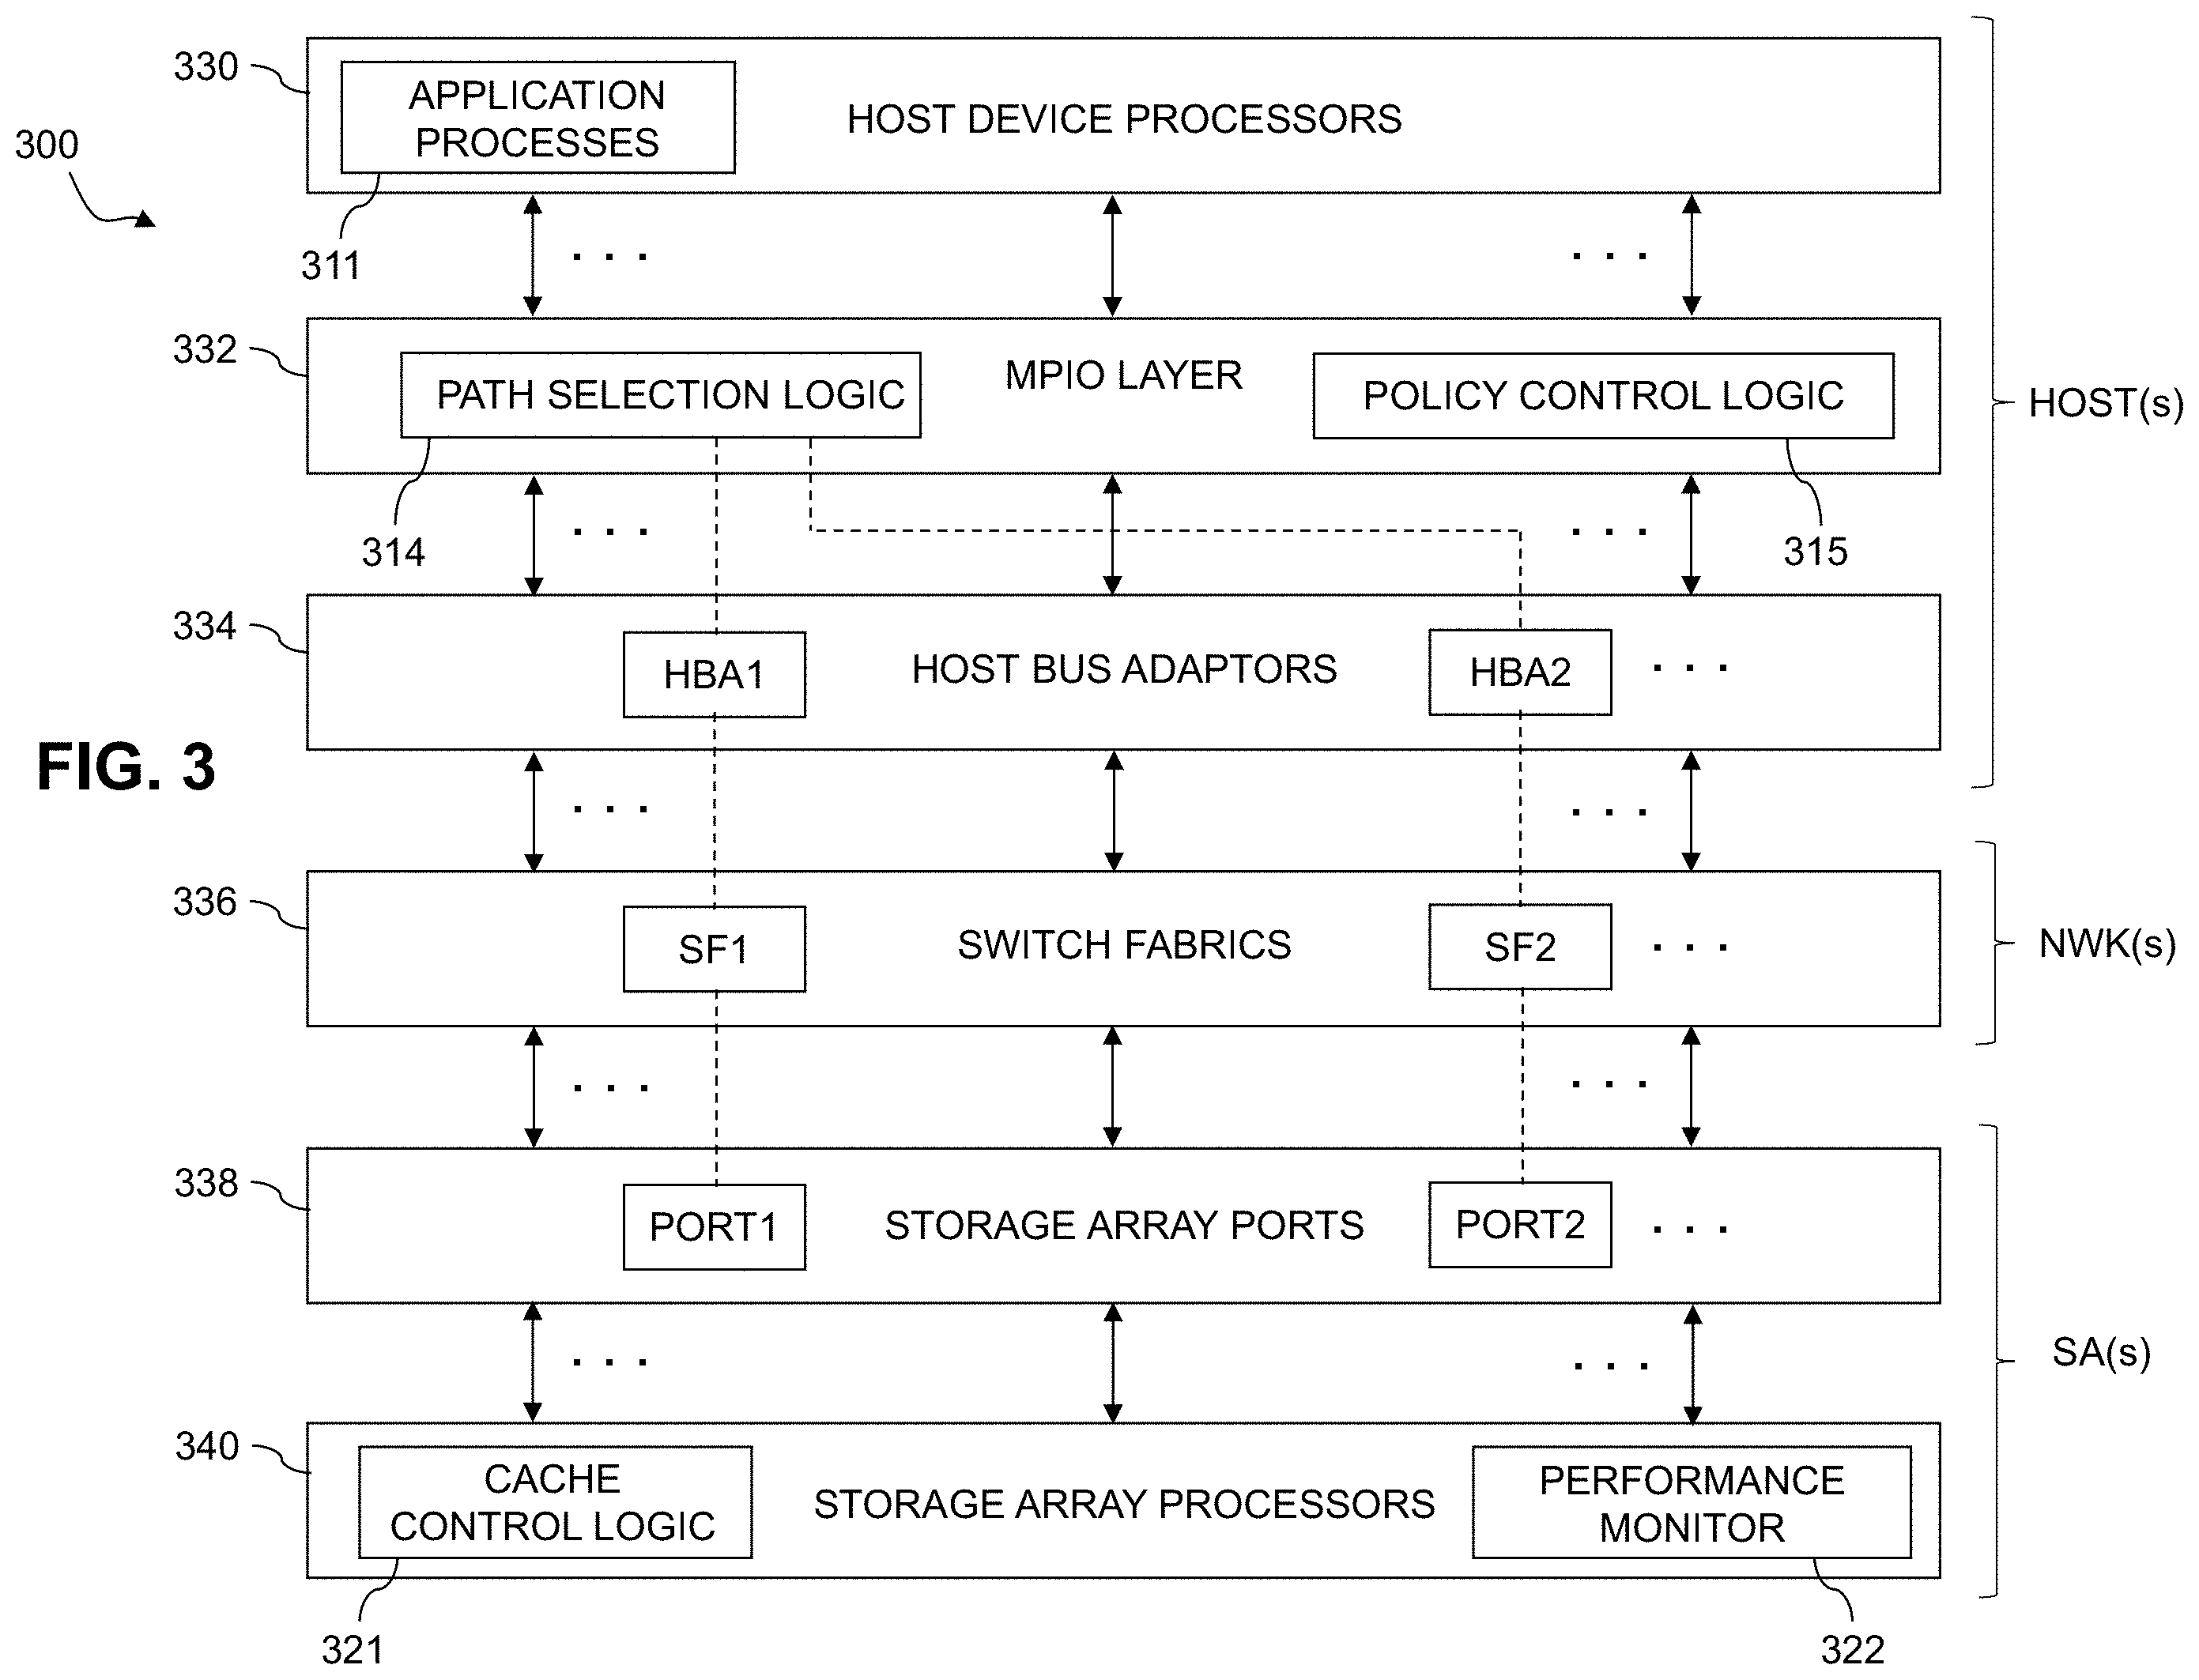 330
APPLICATION
PROCESSES
HOST DEVICE PROCESSORS
300
311
. . .
. . .
332
PATH SELECTION LOGIC
MPIO LAYER
POLICY CONTROL LOGIC
HOST(s)
314
. . .
. . .
315
334
HBA1
HOST BUS ADAPTORS
HBA2
. . .
FIG. 3
. . .
. . .
336
SF1
SWITCH FABRICS
SF2
. . .
NWK(s)
. . .
. . .
338
PORT1
STORAGE ARRAY PORTS
PORT2
. . .
SA(s)
. . .
. . .
340
CACHE
CONTROL LOGIC
STORAGE ARRAY PROCESSORS
PERFORMANCE
MONITOR
321
322